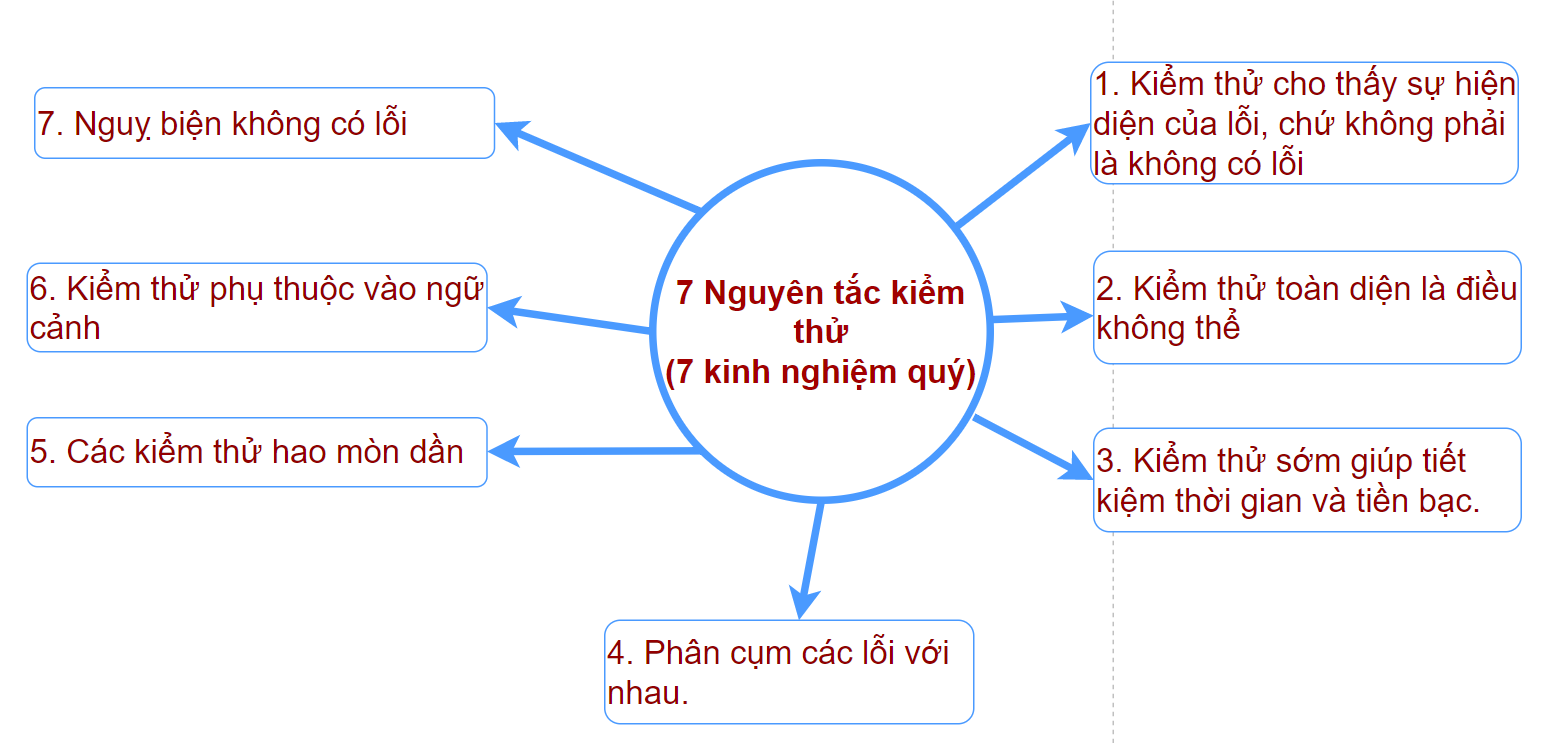 7 Nguyên tắc kiểm
thử
(7 kinh nghiệm quý)
1. Kiểm thử cho thấy sự hiện
diện của lỗi, chứ không phải
là không có lỗi
2. Kiểm thử toàn diện là điều
không thể
3. Kiểm thử sớm giúp tiết
kiệm thời gian và tiền bạc.
4. Phân cụm các lỗi với
nhau.
5. Các kiểm thử hao mòn dần
6. Kiểm thử phụ thuộc vào ngữ
cảnh
7. Nguỵ biện không có lỗi